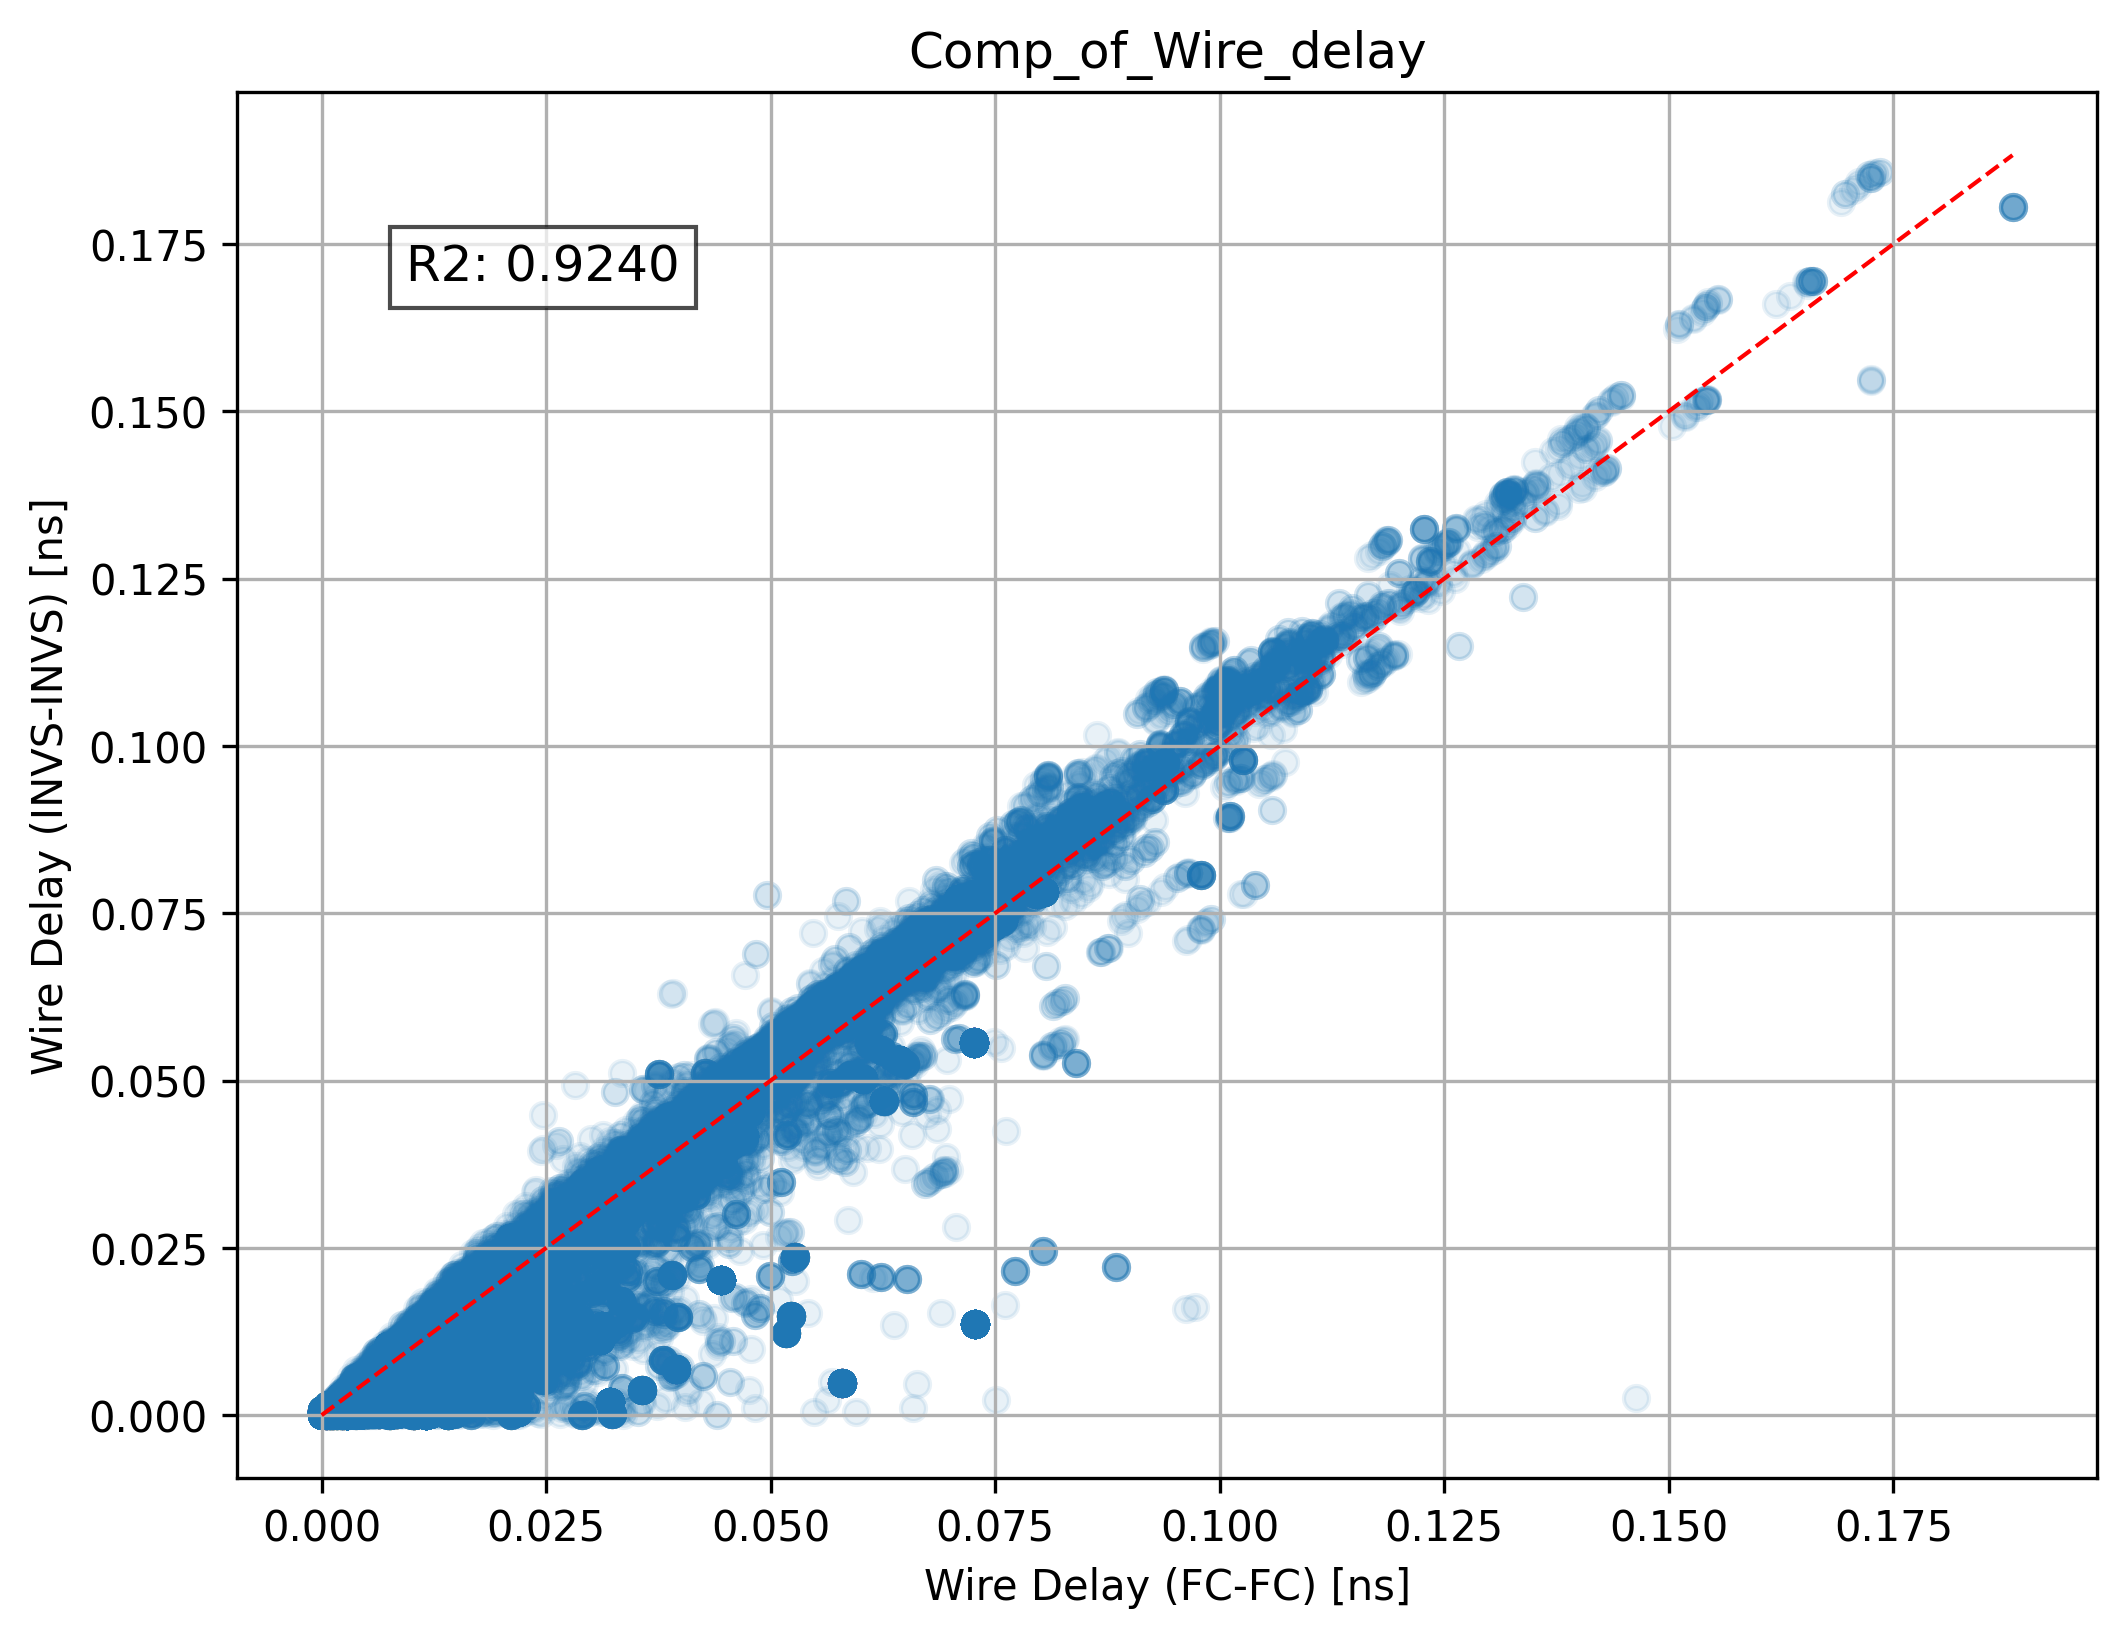 Comp_of_Wire_delay
R2: 0.9240
Wire Delay (INVS-INVS) [ns]
0.175
0.150
0.125
0.100
0.075
0.050
0.025
0.000
0.000 0.025 0.050 0.075 0.100 0.125 0.150 0.175
Wire Delay (FC-FC) [ns]